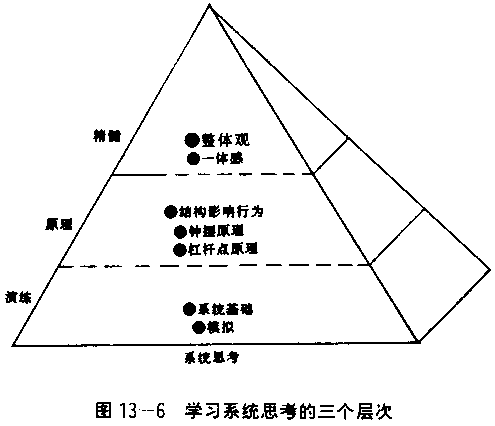 精髓
●整体观
●一体感
原理
●结构影响行为
●钟摆原理
●杠杆点原理
演练
●系统基础
●模拟
系统思考
图 13--6 学习系统思考的三个层次